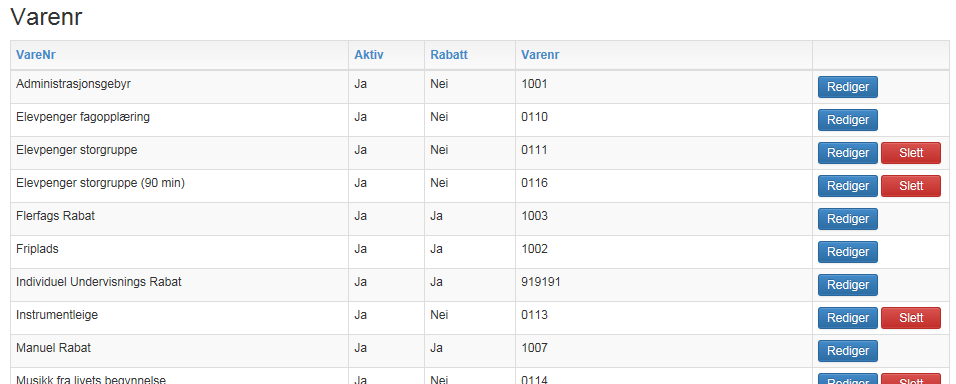 Varenr
VareNr Aktiv Rabatt Varenr
Administrasjonsgebyr Ja Nei 1001 Rediger
Elevpenger fagopplæring Ja Nei 0110 Rediger
Elevpenger storgruppe Ja Nei 0111 Rediger Slett
Elevpenger storgruppe (90 min) Ja Nei 0116 Rediger Slett
Flerfags Rabat Ja Ja 1003 Rediger
Friplads Ja Ja 1002 Rediger
Individuel Undervisnings Rabat Ja Ja 919191 Rediger
Instrumentleige Ja Nei 0113 Rediger Slett
Manuel Rabat Ja Ja 1007 Rediger
Musikk fra livets begynnelse Ja Nei 0114 Rediger Slett